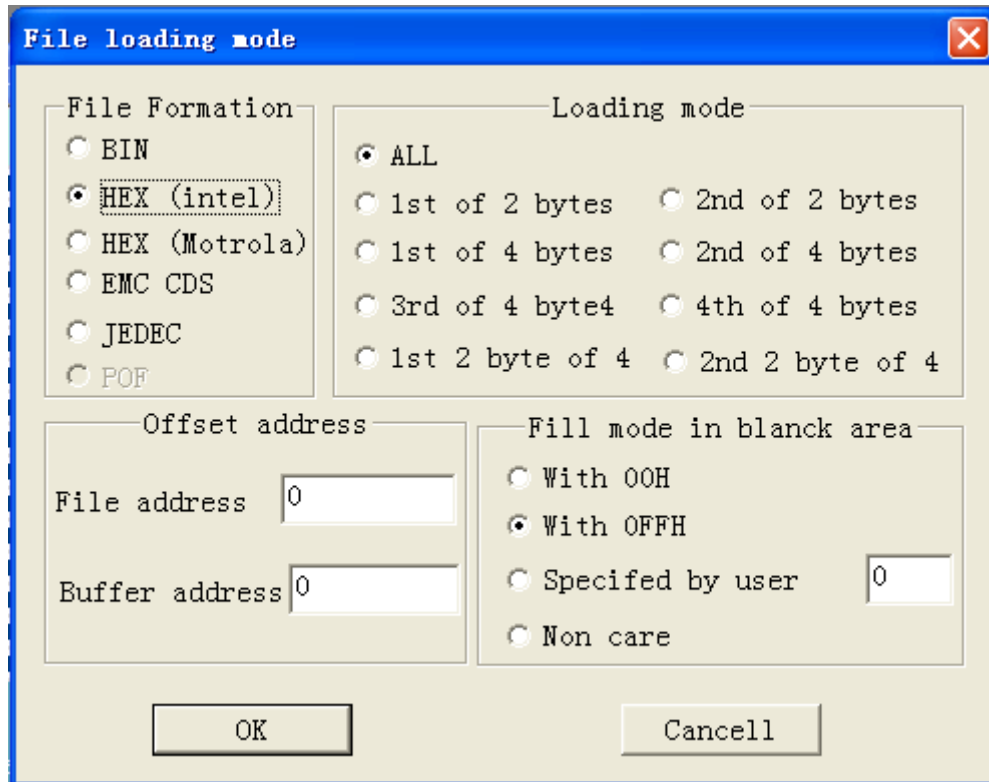 File loading mode
File Formation
BIN
HEX (intel)
HEX (Motrola)
EMC CDS
JEDEC
POF
Loading mode
ALL
1st of 2 bytes 2nd of 2 bytes
1st of 4 bytes 2nd of 4 bytes
3rd of 4 byte4 4th of 4 bytes
1st 2 byte of 4 2nd 2 byte of 4
Offset address
File address 0
Buffer address 0
Fill mode in blanck area
With 00H
With 0FFH
Specifed by user 0
Non care
OK Cancell